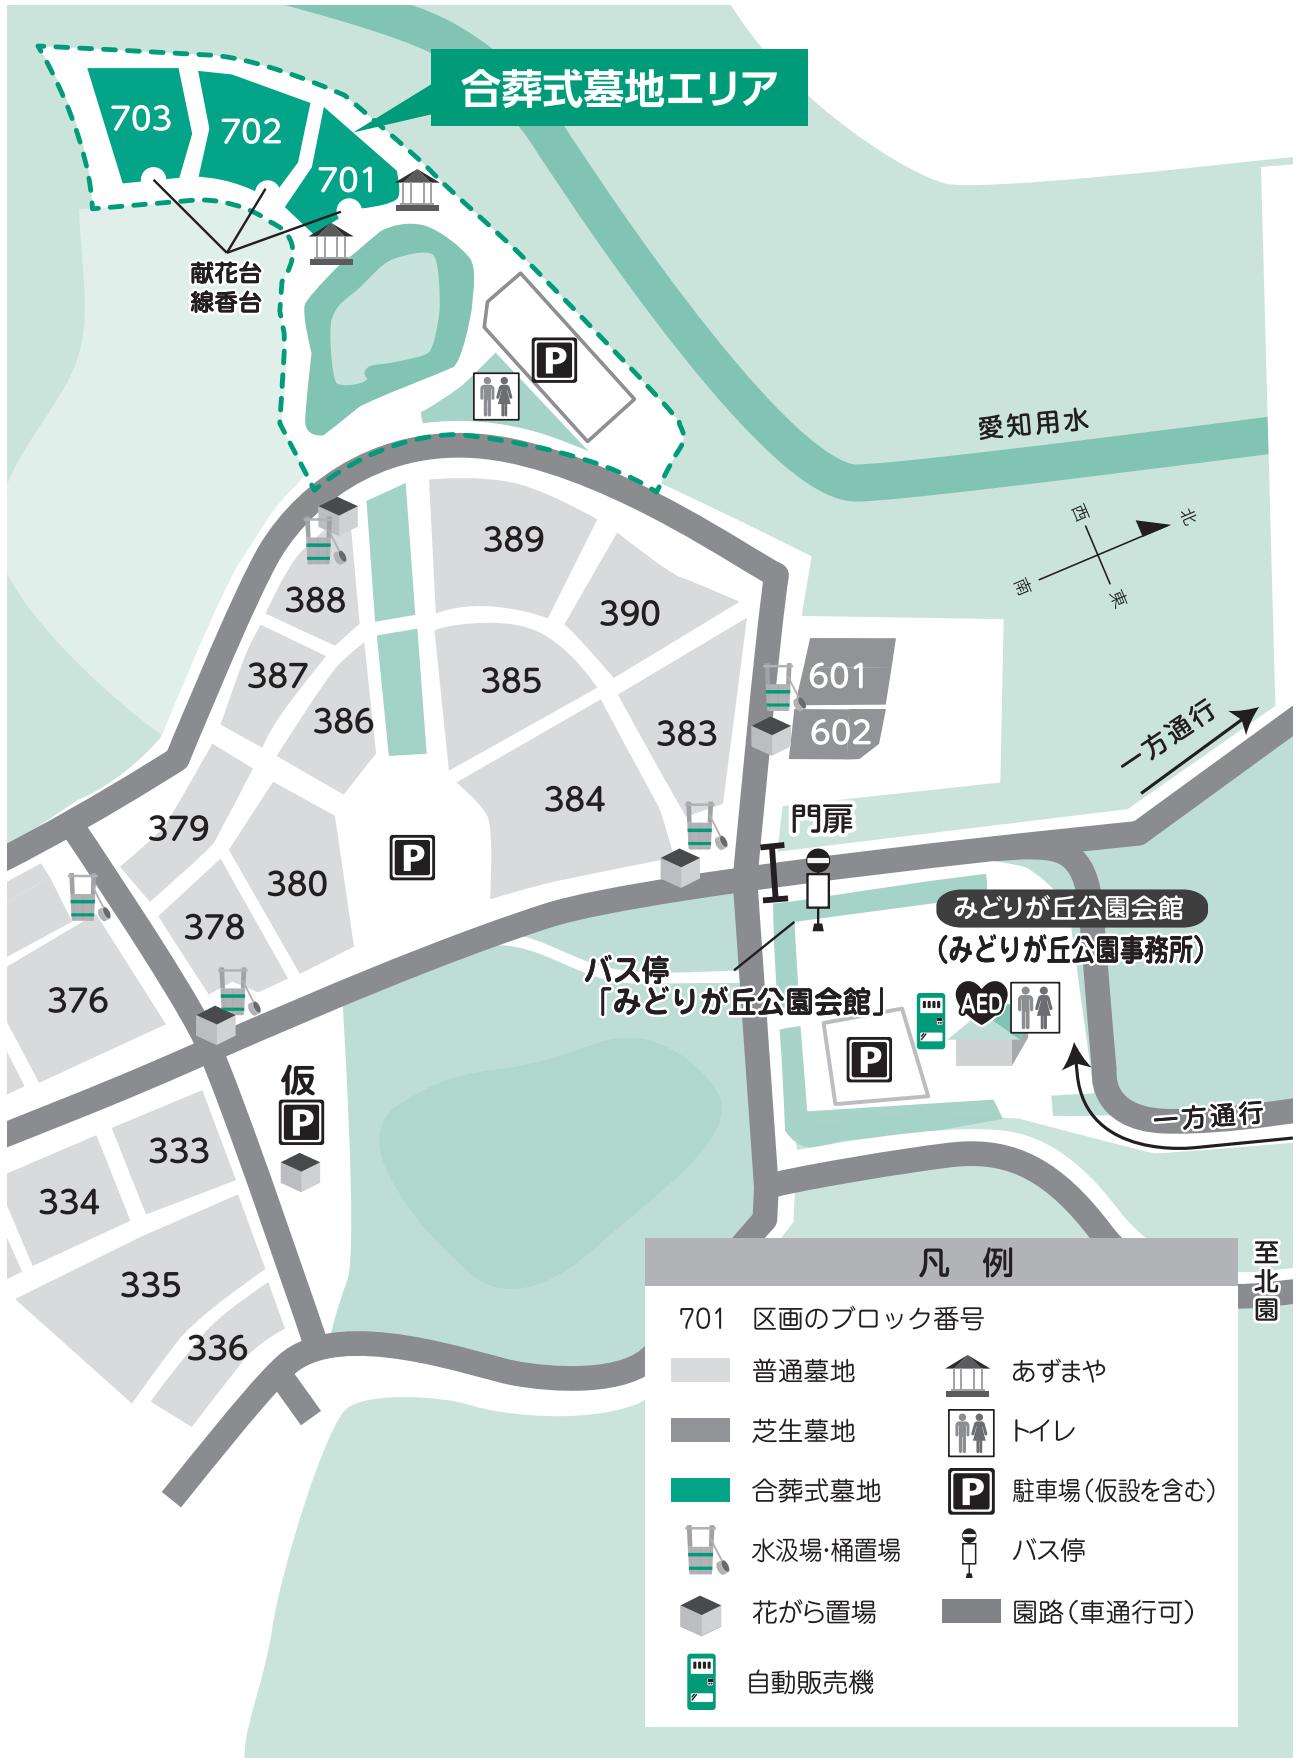 合葬式墓地エリア
703
702
701
献花台
線香台
P
愛知用水
西
北
南
東
389
388
390
387
385
386
383
601
602
384
一方通行
379
門扉
P
380
378
みどりが丘公園会館
(みどりが丘公園事務所)
376
バス停
「みどりが丘公園会館」
AED
P
仮
P
一方通行
333
334
335
336
至北園
凡 例
701 区画のブロック番号
普通墓地
あずまや
芝生墓地
トイレ
合葬式墓地
P 駐車場(仮設を含む)
水汲場・桶置場
バス停
花がら置場
園路(車通行可)
自動販売機